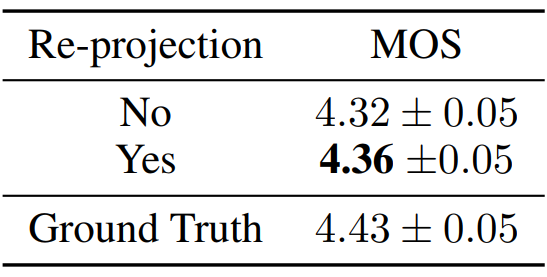 Re-projection MOS
No 4.32 ± 0.05
Yes 4.36 ±0.05
Ground Truth 4.43 ± 0.05